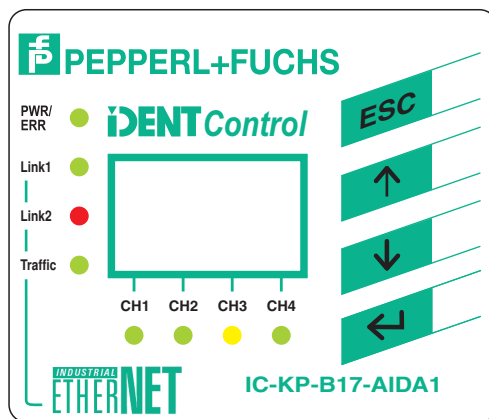 PEPPERL+FUCHS
PWR/
ERR
iDENT Control
ESC
Link1
Link2
Traffic
CH1 CH2 CH3 CH4
INDUSTRIAL
ETHERNET
IC-KP-B17-AIDA1